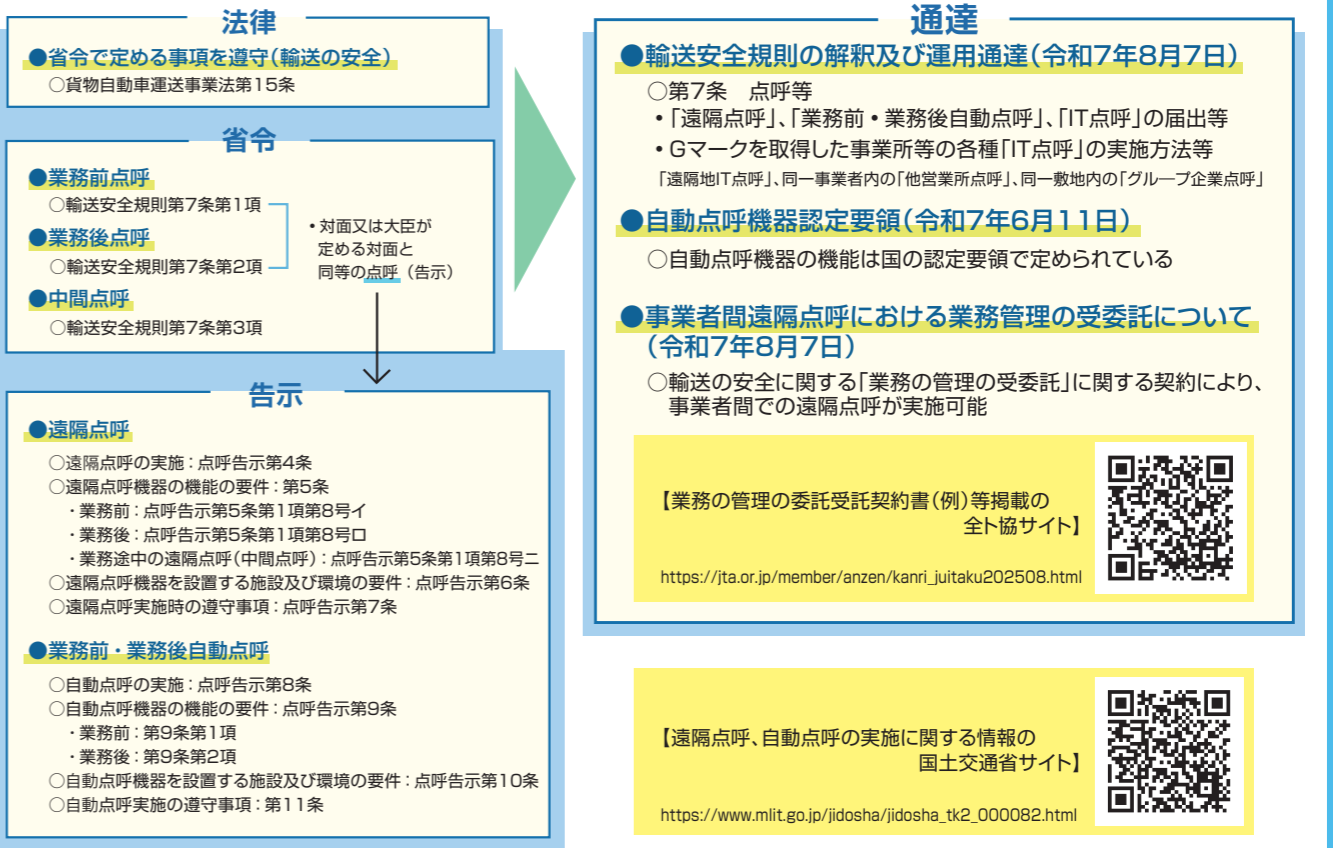 法律
●省令で定める事項を遵守(輸送の安全)
○貨物自動車運送事業法第15条
省令
●業務前点呼
○輸送安全規則第7条第1項
●業務後点呼
○輸送安全規則第7条第2項
●中間点呼
○輸送安全規則第7条第3項
・対面又は大臣が
定める対面と
同等の点呼(告示)
告示
●遠隔点呼
○遠隔点呼の実施:点呼告示第4条
○遠隔点呼機器の機能の要件:第5条
・業務前:点呼告示第5条第1項第8号イ
・業務後:点呼告示第5条第1項第8号ロ
・業務途中の遠隔点呼(中間点呼):点呼告示第5条第1項第8号ニ
○遠隔点呼機器を設置する施設及び環境の要件:点呼告示第6条
○遠隔点呼実施時の遵守事項:点呼告示第7条
●業務前・業務後自動点呼
○自動点呼の実施:点呼告示第8条
○自動点呼機器の機能の要件:点呼告示第9条
・業務前:第9条第1項
・業務後:第9条第2項
○自動点呼機器を設置する施設及び環境の要件:点呼告示第10条
○自動点呼実施の遵守事項:第11条
通達
●輸送安全規則の解釈及び運用通達(令和7年8月7日)
○第7条 点呼等
・「遠隔点呼」、「業務前・業務後自動点呼」、「IT点呼」の届出等
・Gマークを取得した事業所等の各種「IT点呼」の実施方法等
「遠隔地IT点呼」、同一事業者内の「他営業所点呼」、同一敷地内の「グループ企業点呼」
●自動点呼機器認定要領(令和7年6月11日)
○自動点呼機器の機能は国の認定要領で定められている
●事業者間遠隔点呼における業務管理の受委託について
(令和7年8月7日)
○輸送の安全に関する「業務の管理の受委託」に関する契約により、
事業者間での遠隔点呼が実施可能
【業務の管理の委託受託契約書(例)等掲載の
全ト協サイト】
https://jta.or.jp/member/anzen/kanri_juitaku202508.html
【遠隔点呼、自動点呼の実施に関する情報の
国土交通省サイト】
https://www.mlit.go.jp/jidosha/jidosha_tk2_000082.html